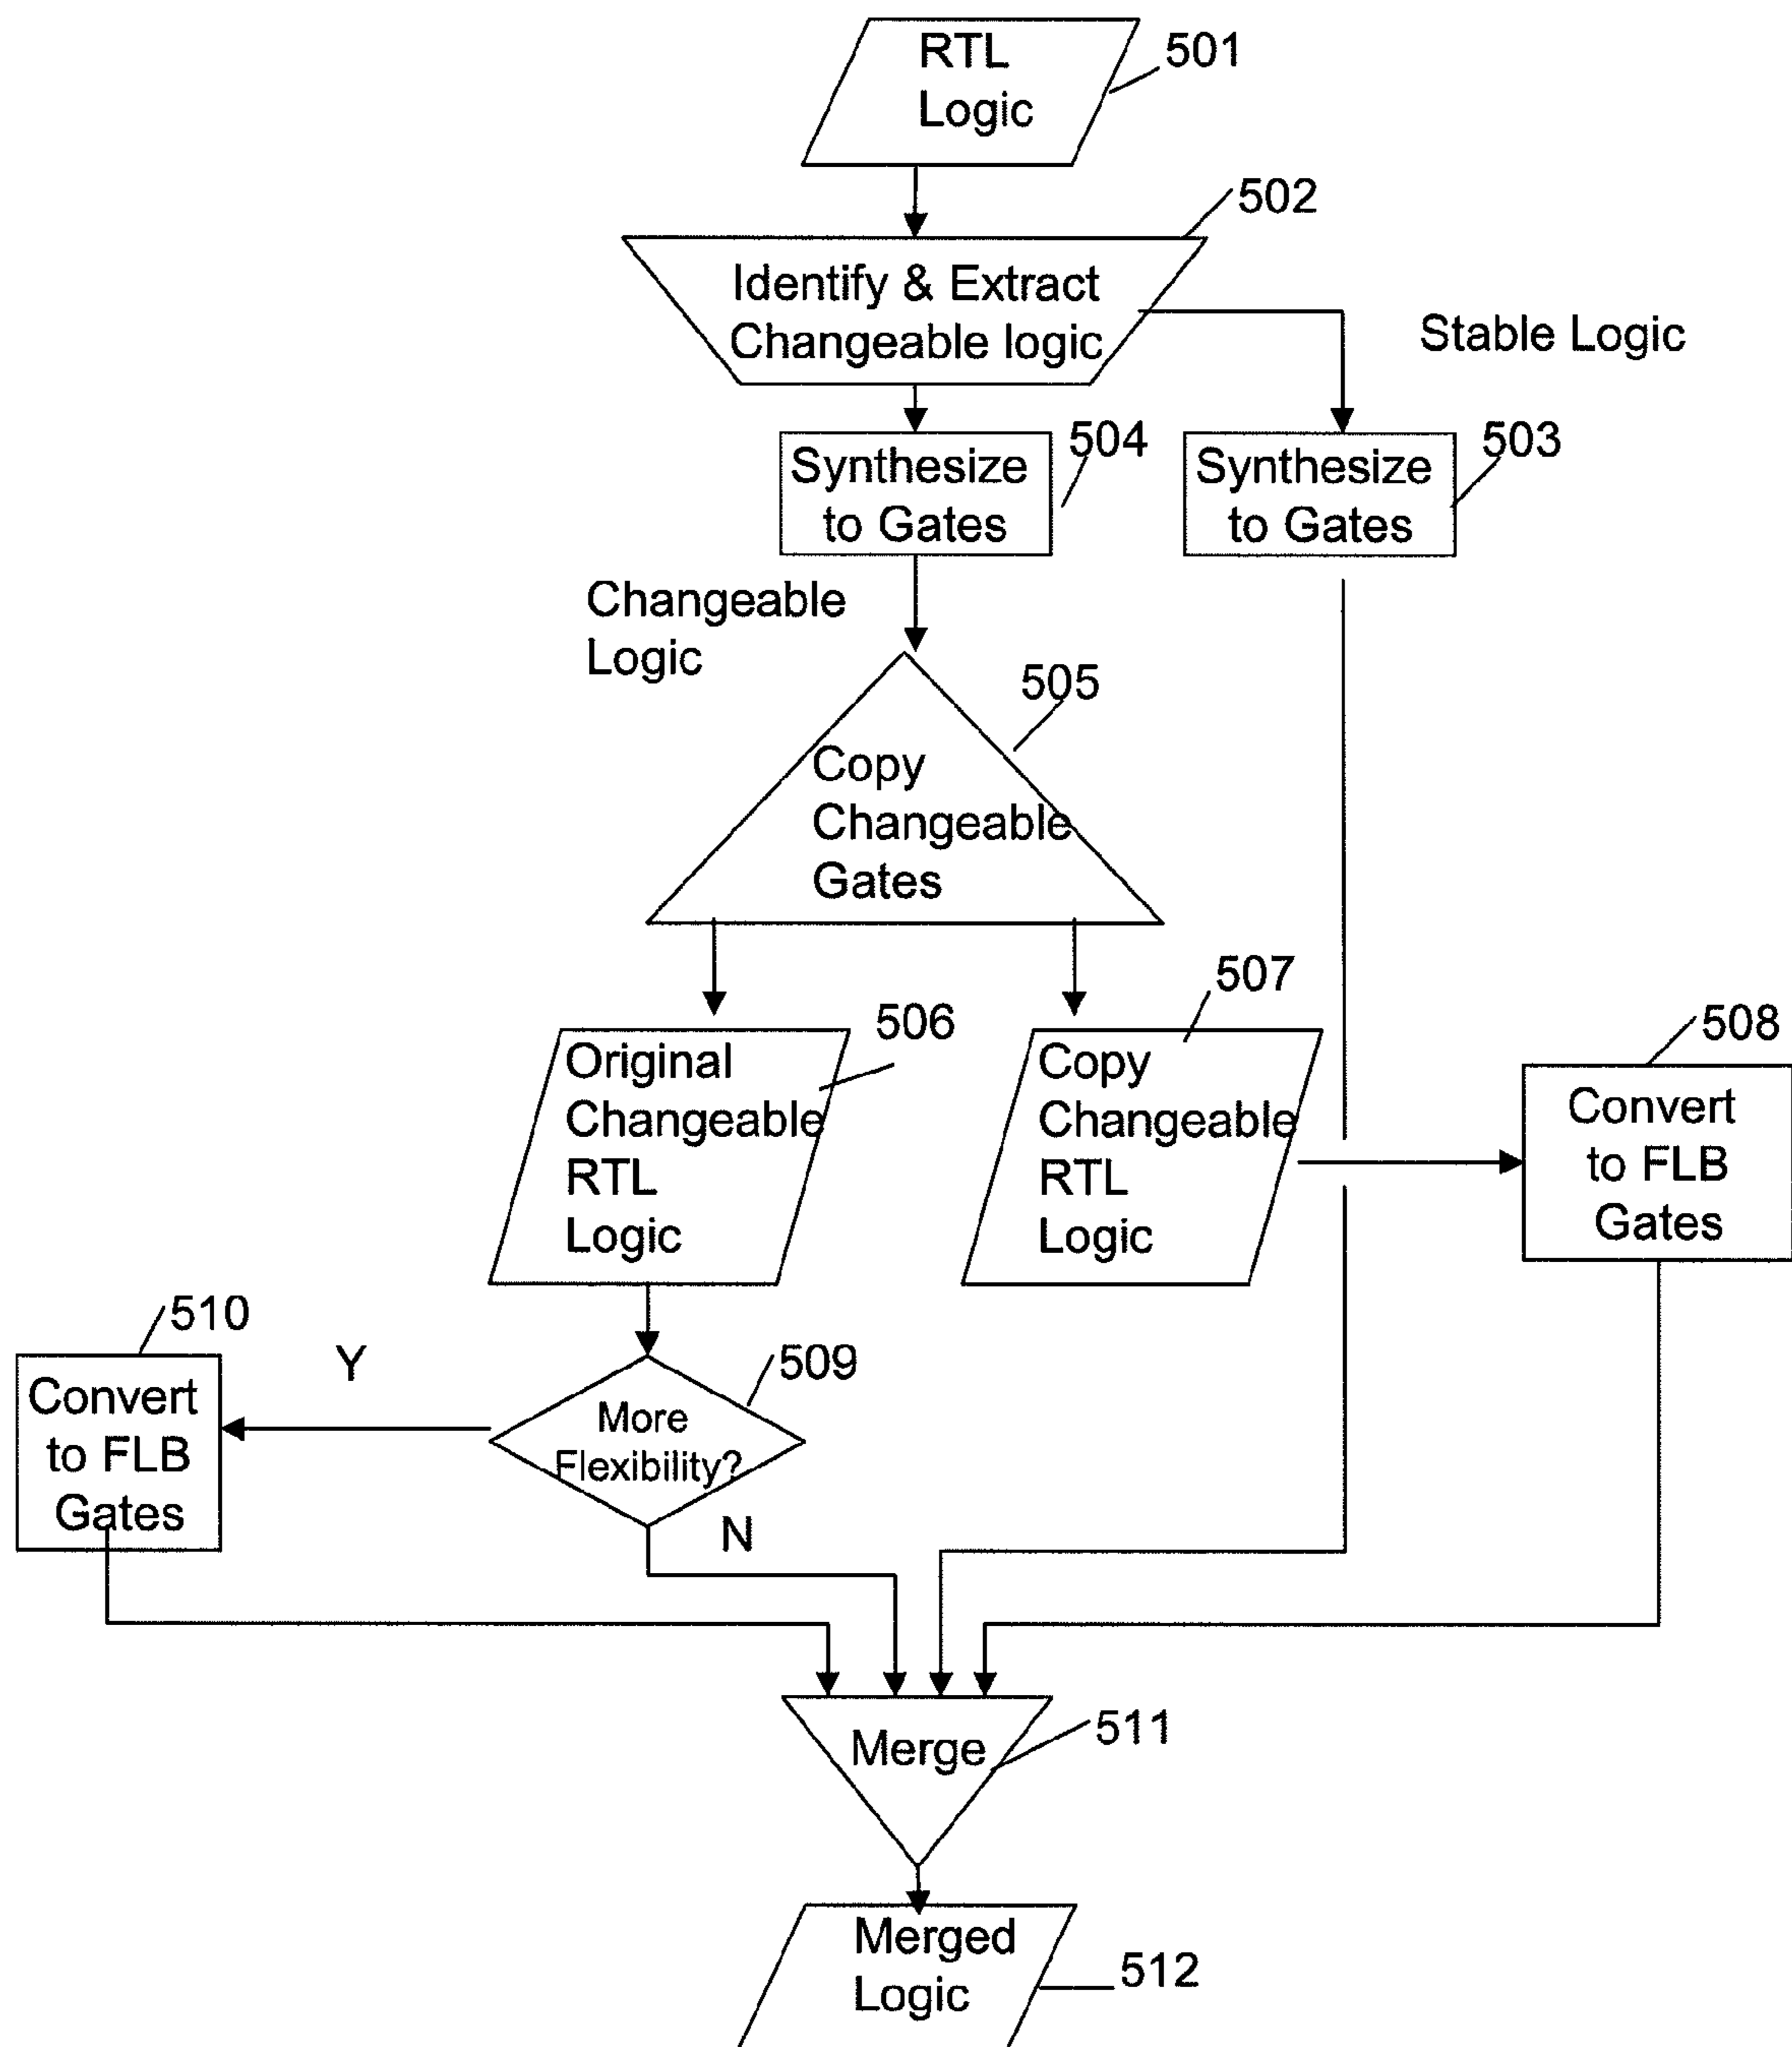 RTL
Logic
501
502
Identify & Extract
Changeable logic
Stable Logic
Synthesize
to Gates
504
Synthesize
to Gates
503
Changeable
Logic
505
Copy
Changeable
Gates
506
Original
Changeable
RTL
Logic
507
Copy
Changeable
RTL
Logic
508
Convert
to FLB
Gates
510
Convert
to FLB
Gates
Y
509
More
Flexibility?
N
Merge
511
Merged
Logic
512